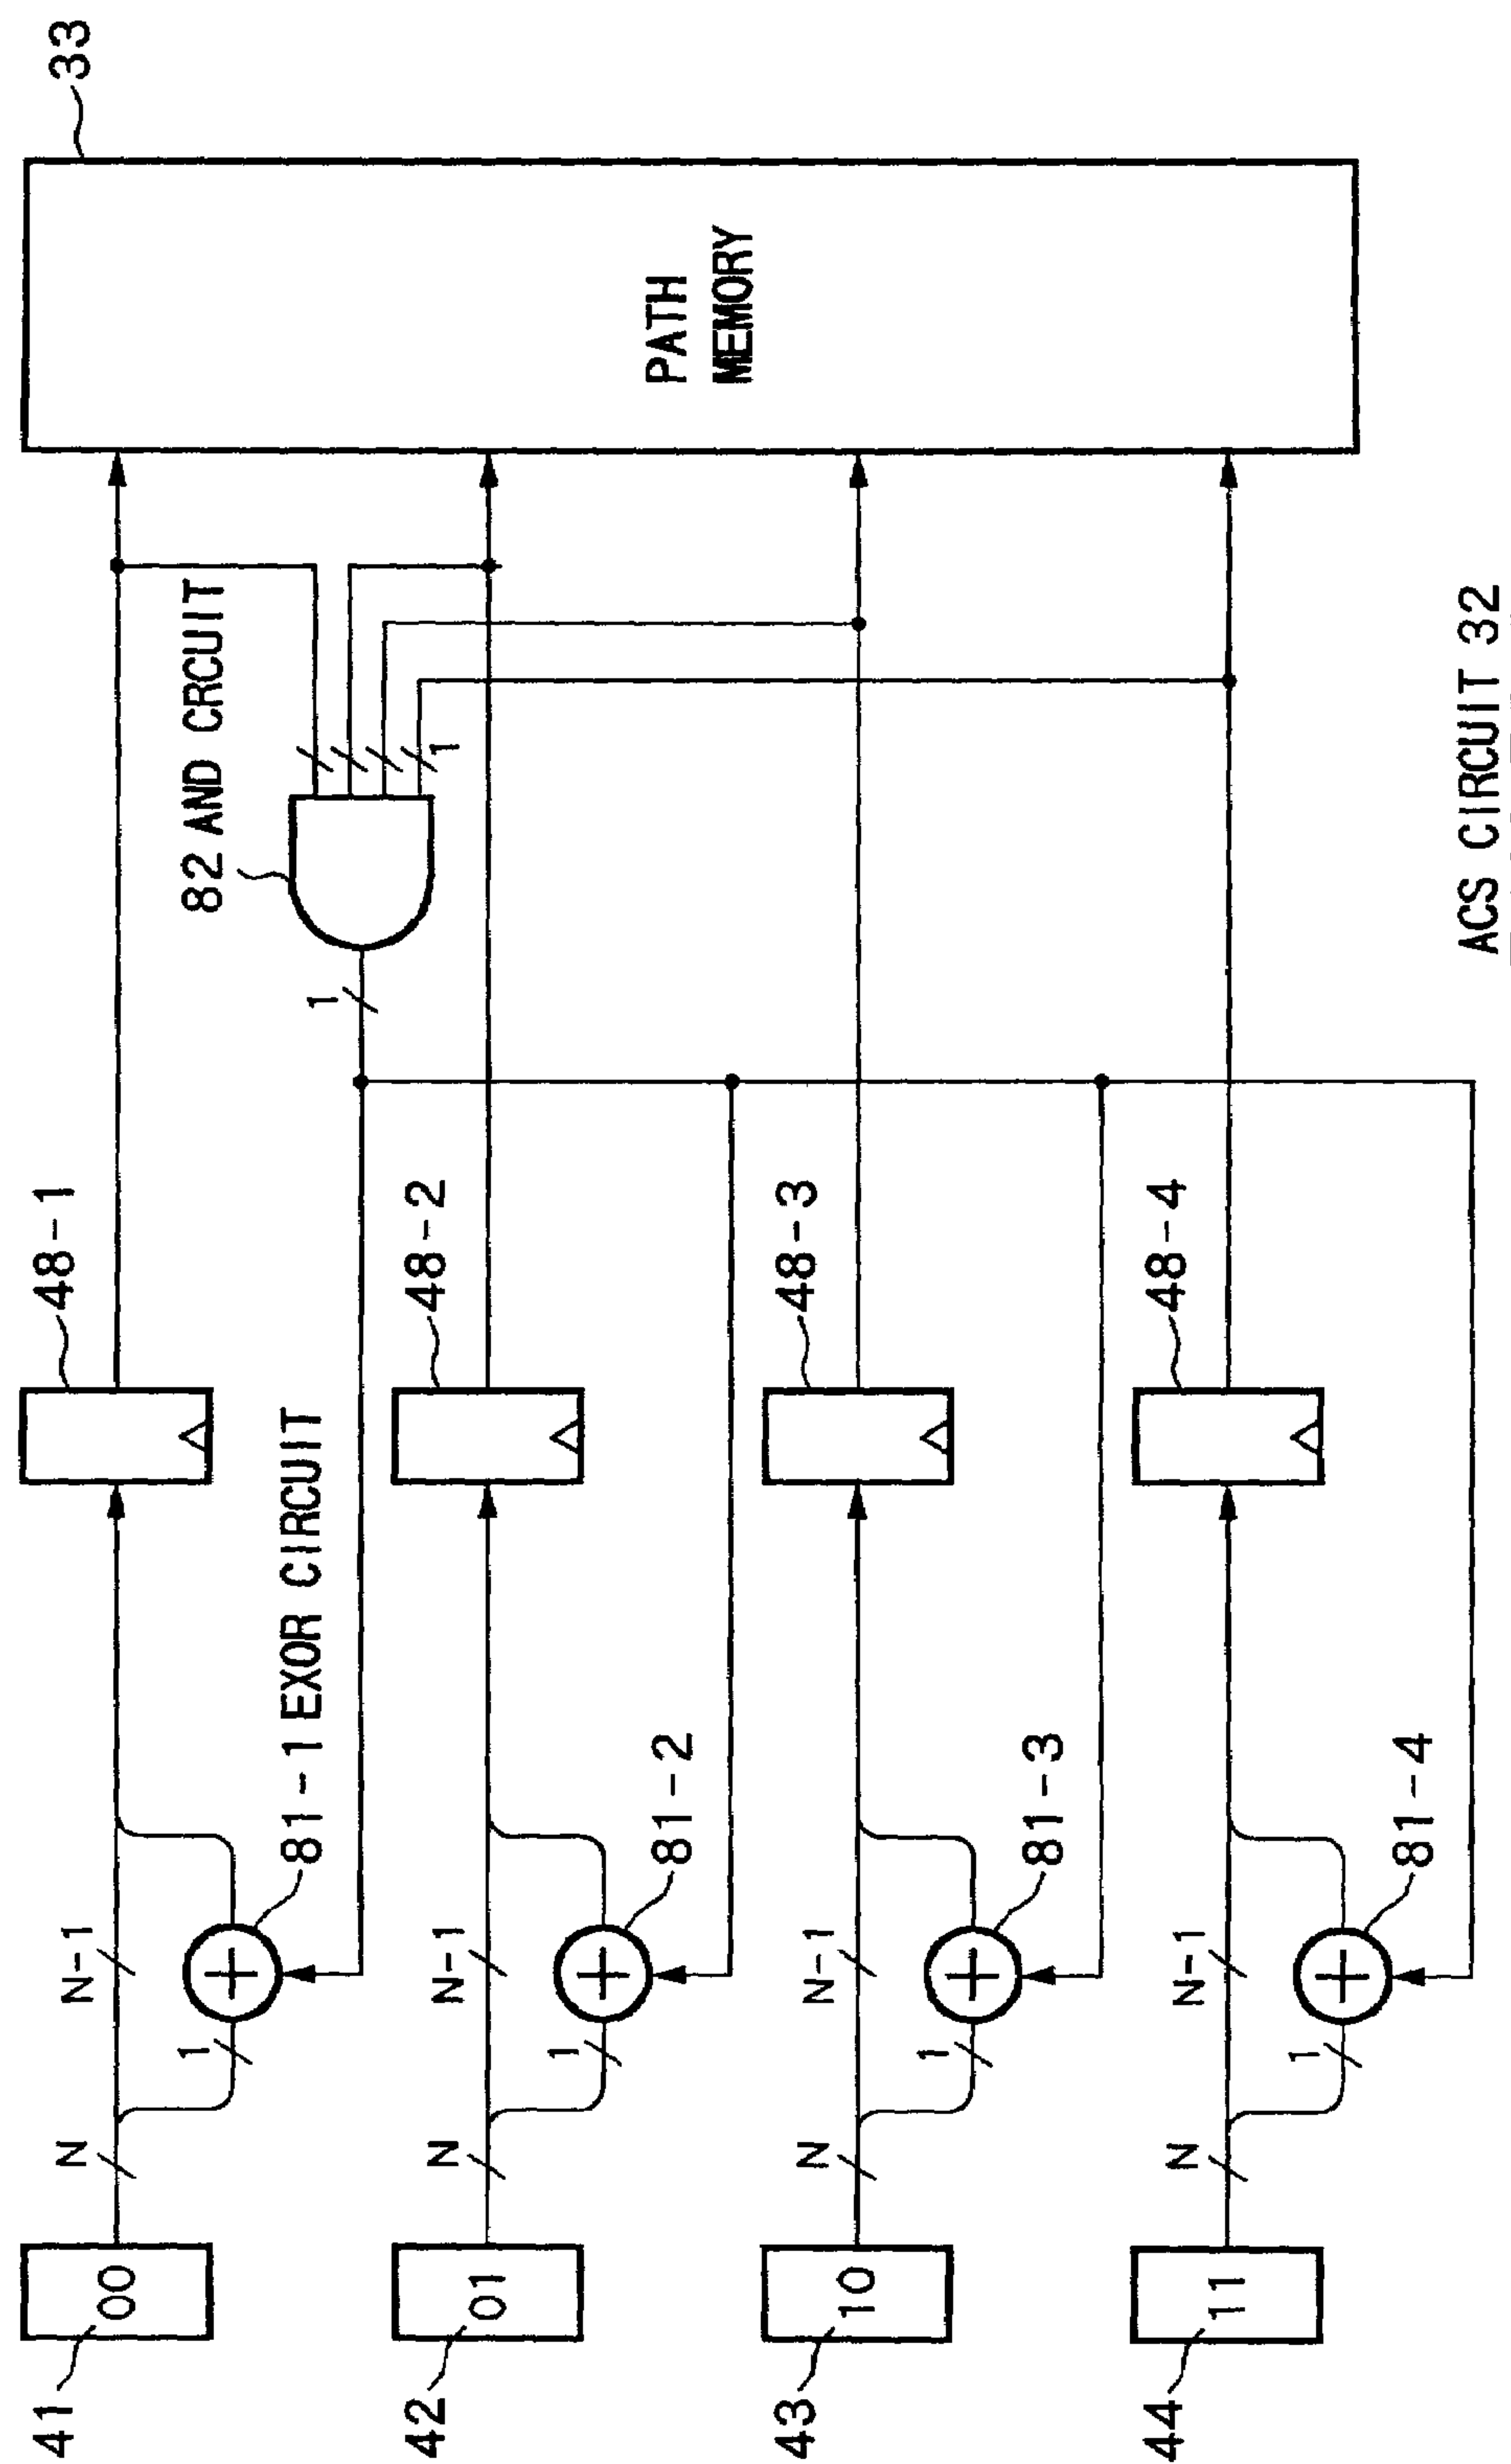 41
00
N
N-1
1
81-1 EXOR CIRCUIT
48-1
1
82 AND CRCUIT
1
PATH
MEMORY
33
42
01
N
N-1
1
81-2
48-2
43
10
N
N-1
1
81-3
48-3
44
11
N
N-1
1
81-4
48-4
ACS CIRCUIT 32